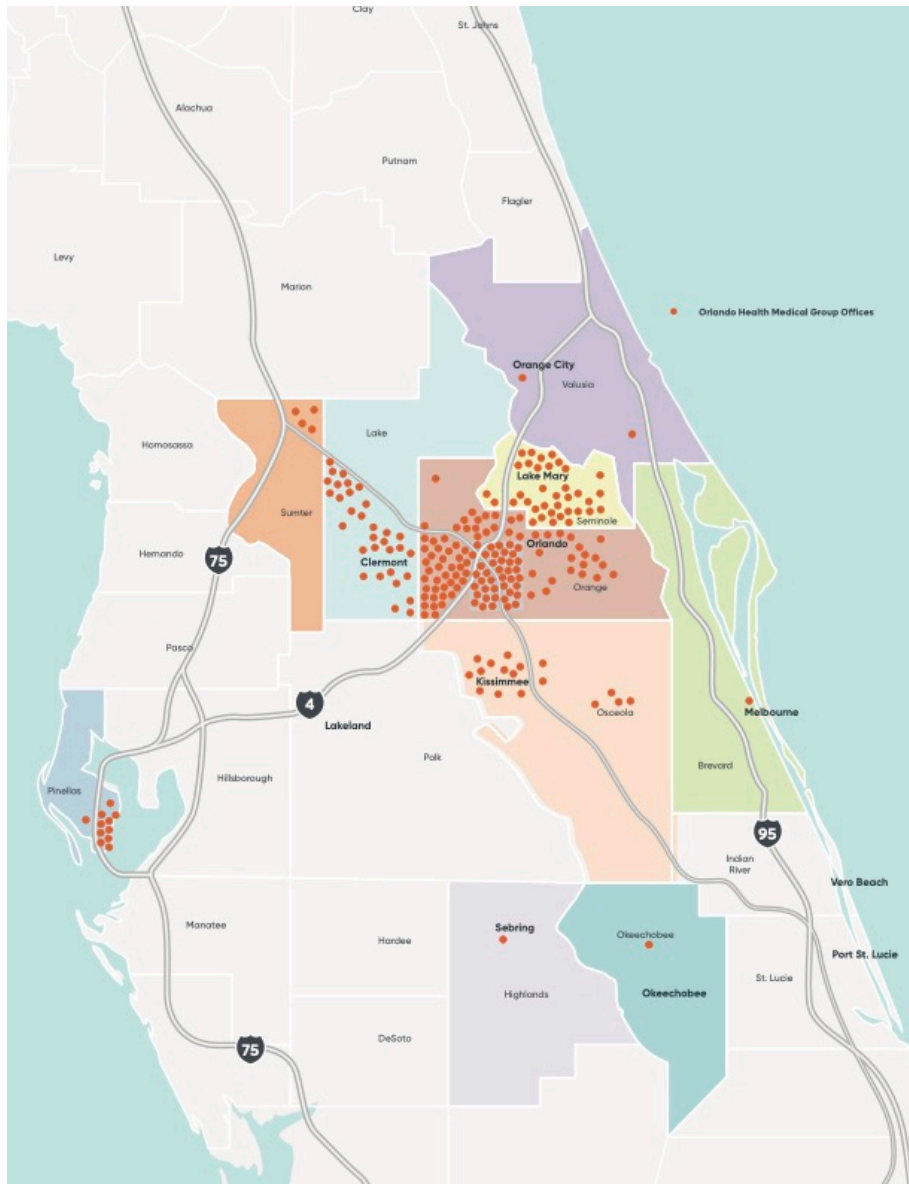 Clay
St. Johns
Alachua
Putnam
Flagler
Levy
Marion
Orlando Health Medical Group Offices
Orange City
Valusia
Lake
Homosassa
Lake Mary
Sumter
Seminole
Orlando
Hernando
75
Clermont
Orange
Pasco
Kissimmee
4
Lakeland
Osceola
Melbourne
Polk
Brevard
Hillsborough
Pinellas
95
Indian
River
Vero Beach
Manatee
Hardee
Sebring
Okeechobee
Port St. Lucie
St. Lucie
Highlands
Okeechobee
DeSoto
75